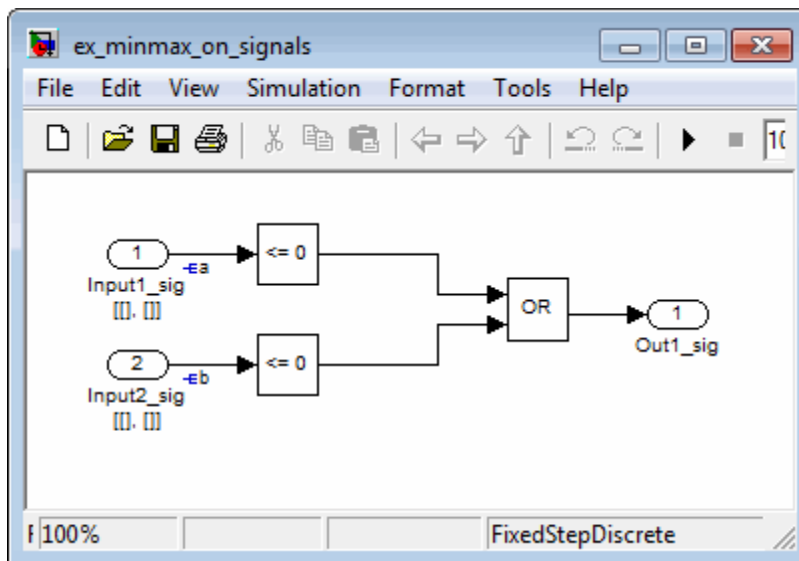 ex_minmax_on_signals
File Edit View Simulation Format Tools Help
10
1
a
<= 0
Input1_sig
[[], []]
OR
1
Out1_sig
2
b
<= 0
Input2_sig
[[], []]
100%
FixedStepDiscrete